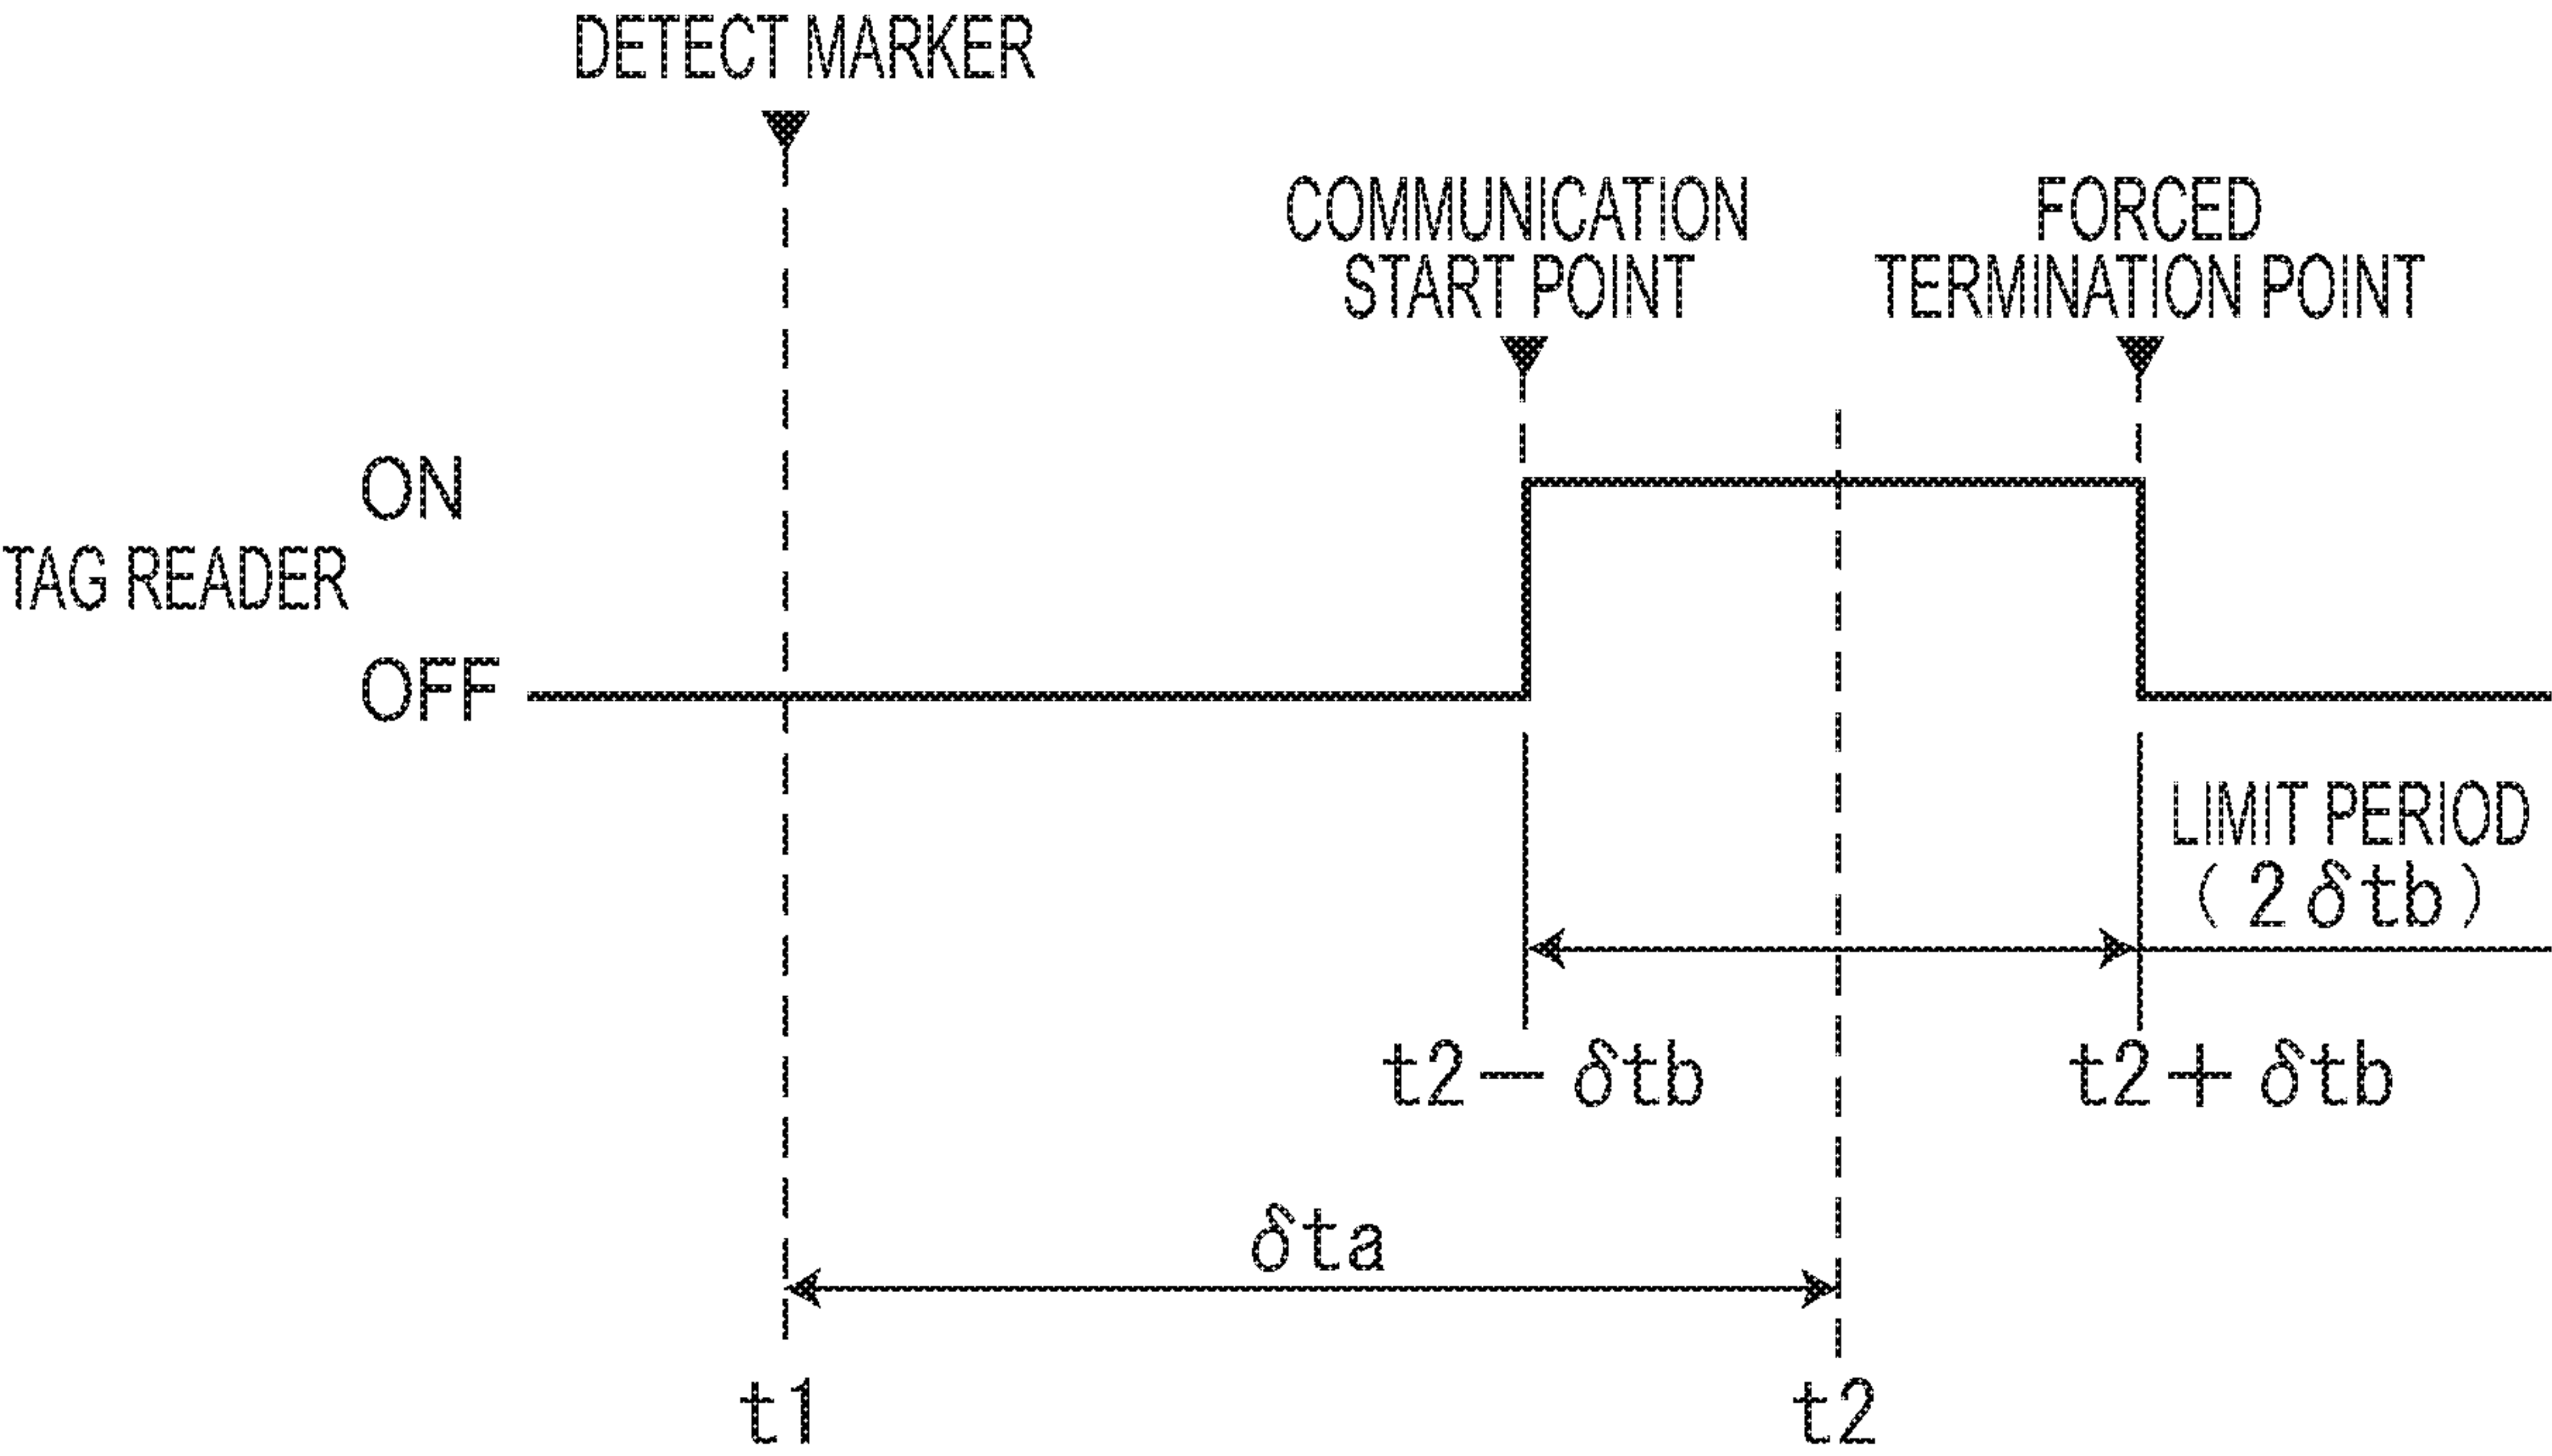 DETECT MARKER
COMMUNICATION
START POINT
FORCED
TERMINATION POINT
ON
TAG READER
OFF
LIMIT PERIOD
(2δtb)
t2-δtb
t2+δtb
δta
t1
t2